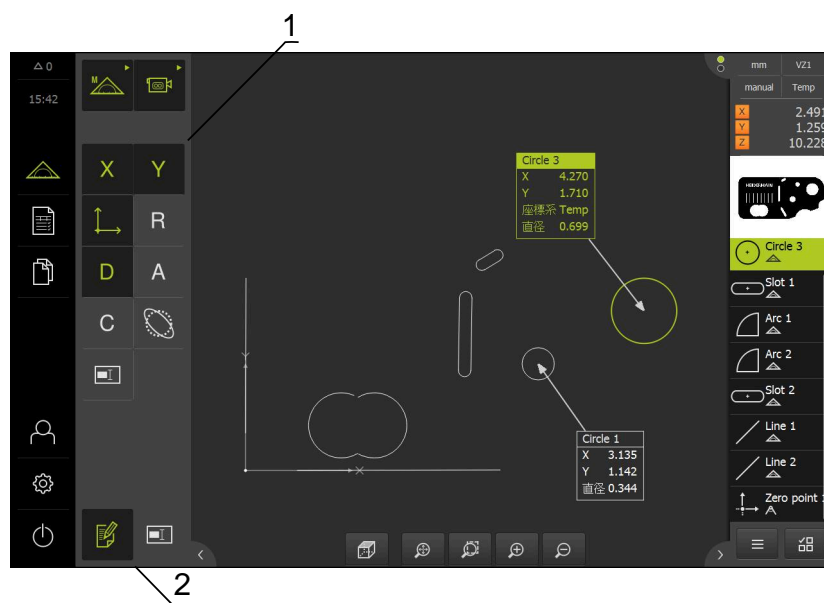 1
△ 0
15:42
M
X Y
R
D A
C
mm VZ1
manual Temp
X 2.491
Y 1.259
Z 10.228
HEIDENHAIN
Circle 3
X 4.270
Y 1.710
座標系 Temp
直径 0.699
Circle 1
X 3.135
Y 1.142
直径 0.344
Circle 3
Slot 1
Arc 1
Arc 2
Slot 2
Line 1
Line 2
Zero point 1
2